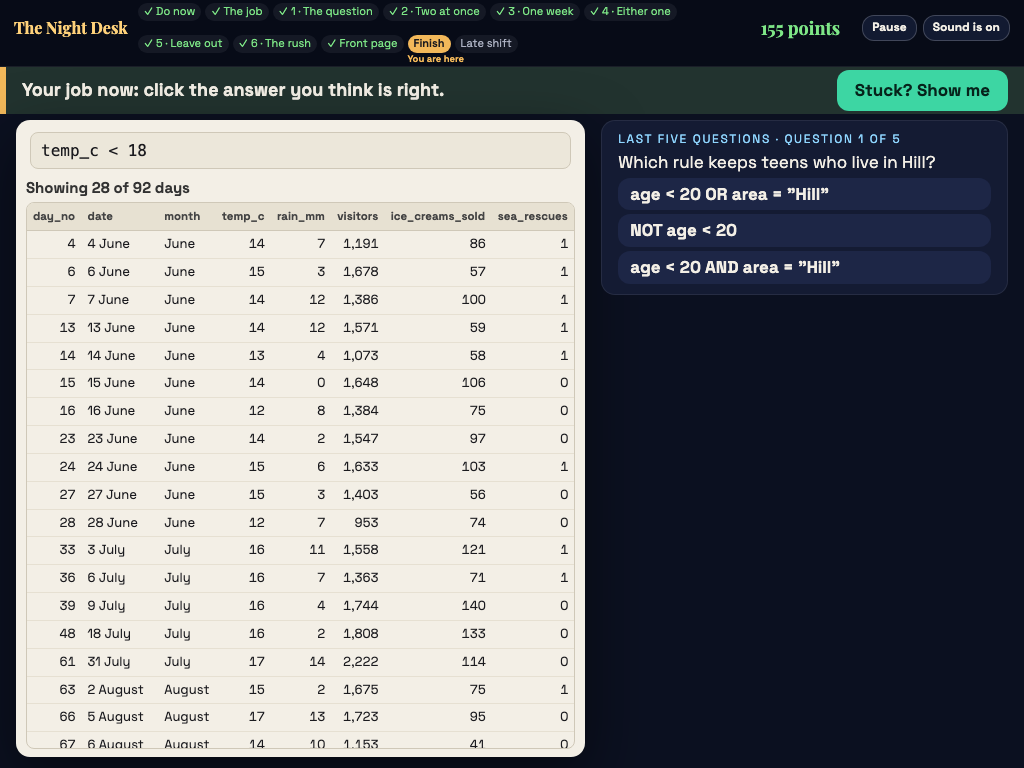 The Night Desk
✓ Do now ✓ The job ✓ 1 · The question ✓ 2 · Two at once ✓ 3 · One week ✓ 4 · Either one
✓ 5 · Leave out ✓ 6 · The rush ✓ Front page Finish Late shift
You are here
155 points
Pause
Sound is on
Your job now: click the answer you think is right.
Stuck? Show me
temp_c < 18
Showing 28 of 92 days
day_no date month temp_c rain_mm visitors ice_creams_sold sea_rescues
4 4 June June 14 7 1,191 86 1
6 6 June June 15 3 1,678 57 1
7 7 June June 14 12 1,386 100 1
13 13 June June 14 12 1,571 59 1
14 14 June June 13 4 1,073 58 1
15 15 June June 14 0 1,648 106 0
16 16 June June 12 8 1,384 75 0
23 23 June June 14 2 1,547 97 0
24 24 June June 15 6 1,633 103 1
27 27 June June 15 3 1,403 56 0
28 28 June June 12 7 953 74 0
33 3 July July 16 11 1,558 121 1
36 6 July July 16 7 1,363 71 1
39 9 July July 16 4 1,744 140 0
48 18 July July 16 2 1,808 133 0
61 31 July July 17 14 2,222 114 0
63 2 August August 15 2 1,675 75 1
66 5 August August 17 13 1,723 95 0
67 6 August August 14 10 1,153 41 0
LAST FIVE QUESTIONS · QUESTION 1 OF 5
Which rule keeps teens who live in Hill?
age < 20 OR area = "Hill"
NOT age < 20
age < 20 AND area = "Hill"